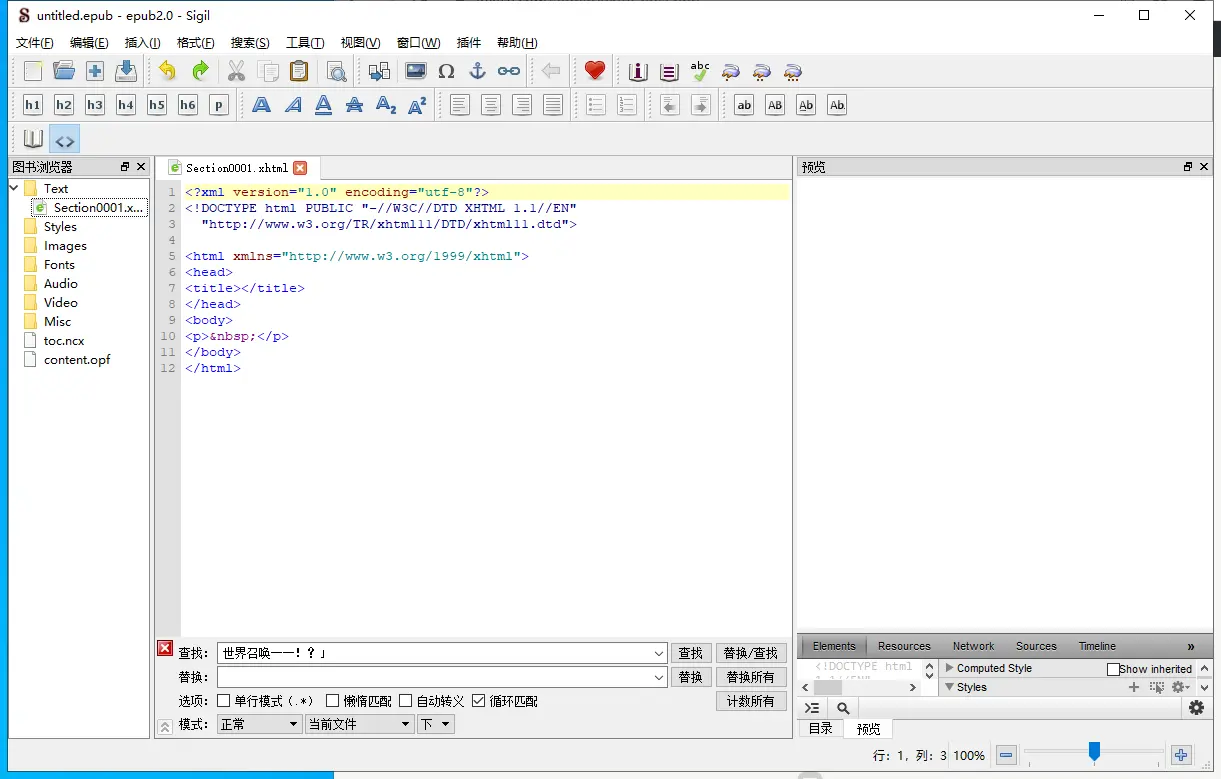 untitled.epub - epub2.0 - Sigil
文件(F) 编辑(E) 插入(I) 格式(F) 搜索(S) 工具(T) 视图(V) 窗口(W) 插件 帮助(H)
abc
h1 h2 h3 h4 h5 h6 p A A A A A2 A2 ab AB Ab Ab
图书浏览器
Text
Section0001.x...
Styles
Images
Fonts
Audio
Video
Misc
toc.ncx
content.opf
Section0001.xhtml
1 <?xml version="1.0" encoding="utf-8"?>
2 <!DOCTYPE html PUBLIC "-//W3C//DTD XHTML 1.1//EN"
3 "http://www.w3.org/TR/xhtml11/DTD/xhtml11.dtd">
4
5 <html xmlns="http://www.w3.org/1999/xhtml">
6 <head>
7 <title></title>
8 </head>
9 <body>
10 <p>&nbsp;</p>
11 </body>
12 </html>
预览
Elements Resources Network Sources Timeline »
<!DOCTYPE html
Computed Style Show inherited
Styles
目录 预览
查找: 世界召唤一一！？」 查找 替换/查找
替换: 替换 替换所有
选项: 单行模式 (.*) 懒惰匹配 自动转义 循环匹配 计数所有
模式: 正常 当前文件 下
行: 1, 列: 3 100%